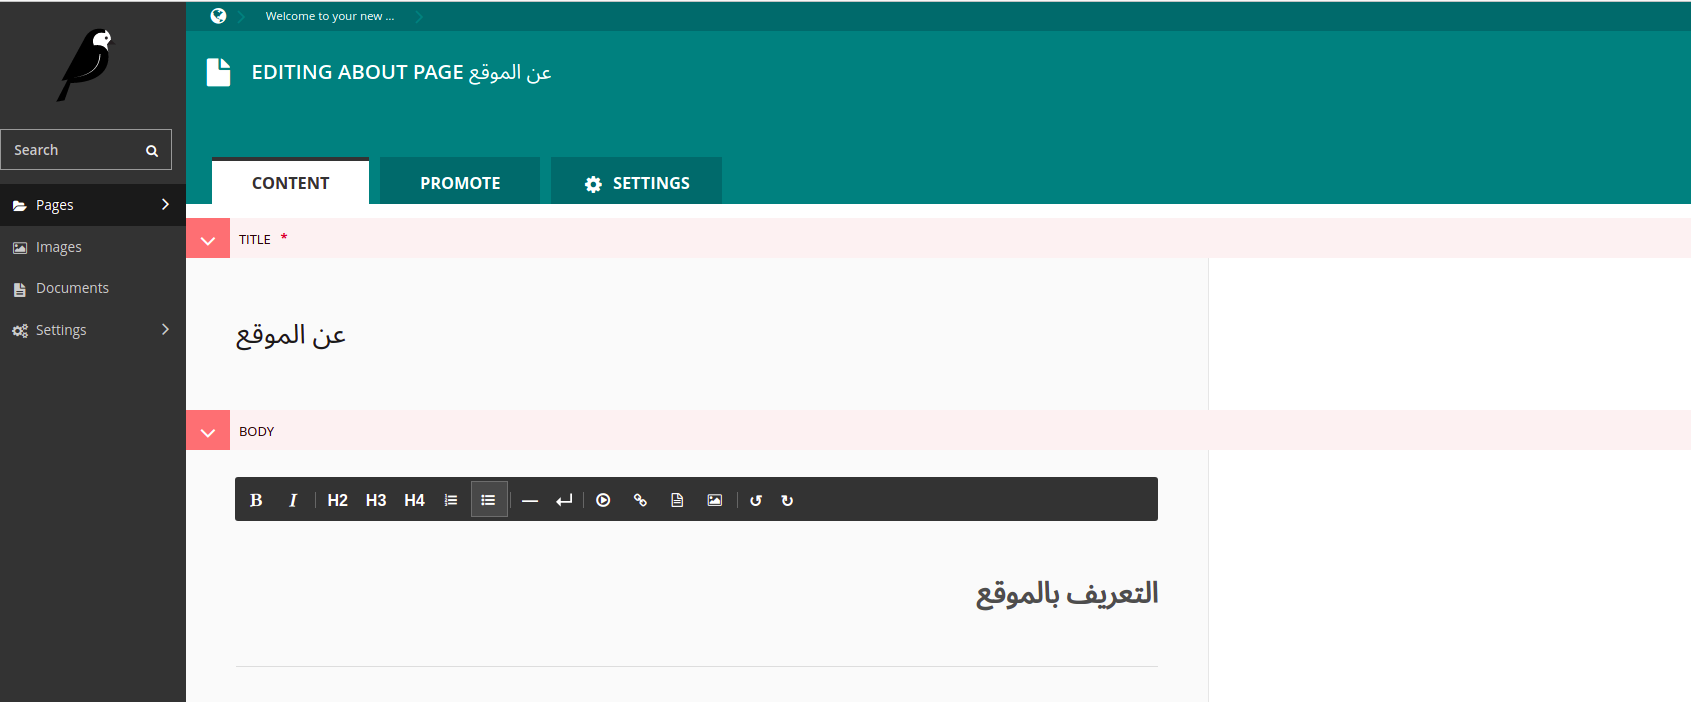 Welcome to your new ...
EDITING ABOUT PAGE عن الموقع
Search
Pages
Images
Documents
Settings
CONTENT
PROMOTE
SETTINGS
TITLE *
عن الموقع
BODY
B I H2 H3 H4
التعريف بالموقع